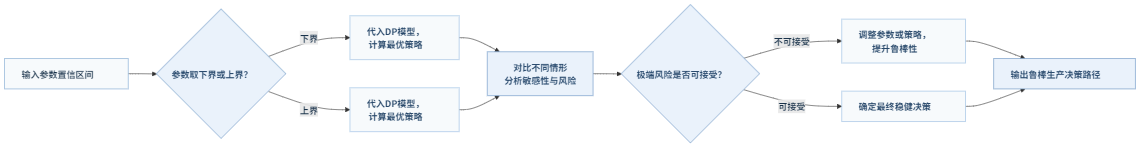 输入参数置信区间
参数取下界或上界？
下界
代入DP模型，
计算最优策略
上界
代入DP模型，
计算最优策略
对比不同情形
分析敏感性与风险
极端风险是否可接受？
不可接受
调整参数或策略，
提升鲁棒性
可接受
确定最终稳健决策
输出鲁棒生产决策路径